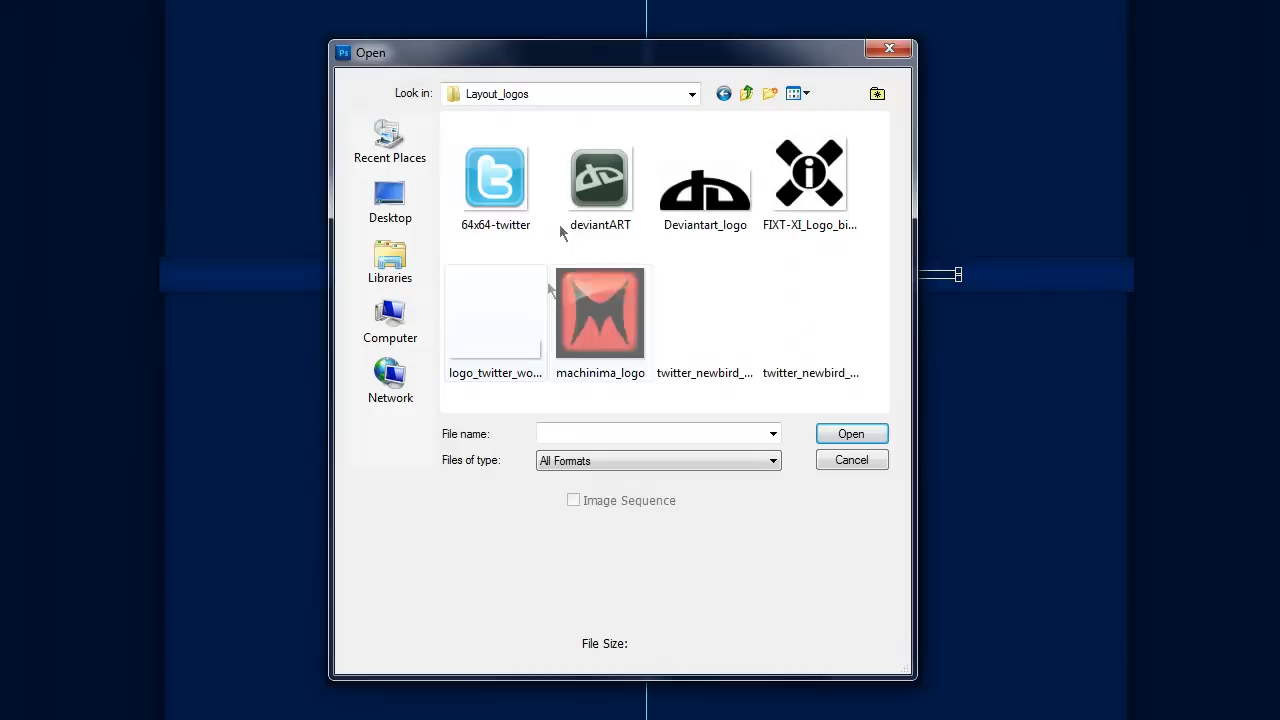 Ps Open
Look in: Layout_logos
Recent Places
Desktop
Libraries
Computer
Network
64x64-twitter
deviantART
Deviantart_logo
FIXT-XI_Logo_bi...
logo_twitter_wo...
machinima_logo
twitter_newbird_...
twitter_newbird_...
File name:
Open
Files of type: All Formats
Cancel
Image Sequence
File Size: